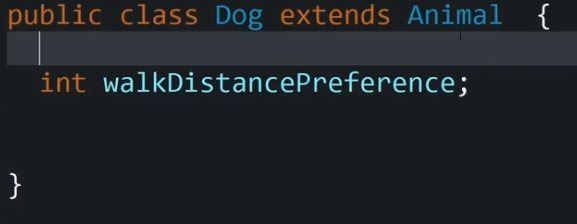 public class Dog extends Animal  {
int walkDistancePreference;
}